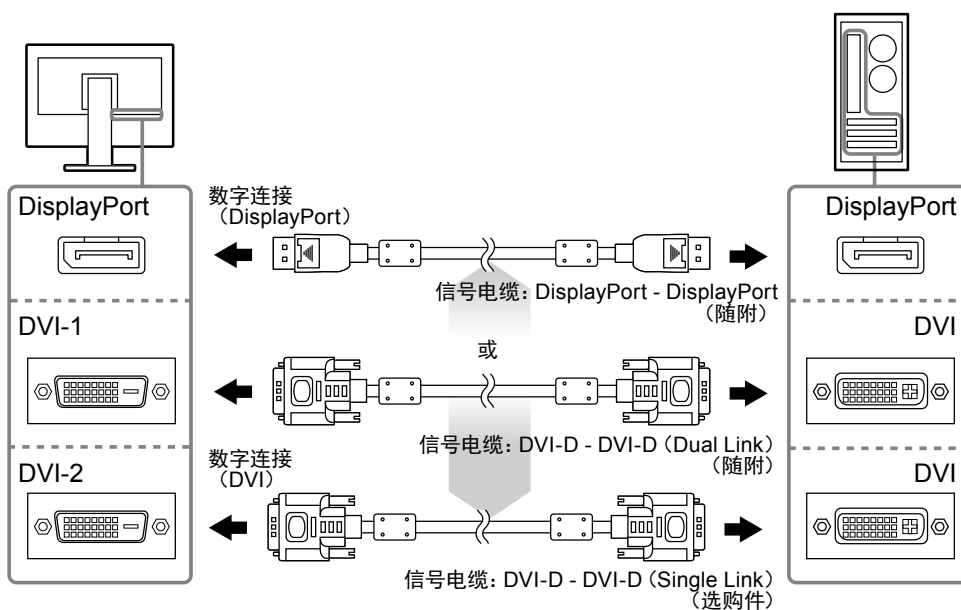 DisplayPort
DVI-1
DVI-2
数字连接
（DisplayPort）
信号电缆：DisplayPort - DisplayPort
（随附）
或
信号电缆：DVI-D - DVI-D（Dual Link）
（随附）
数字连接
（DVI）
信号电缆：DVI-D - DVI-D（Single Link）
（选购件）
DisplayPort
DVI
DVI